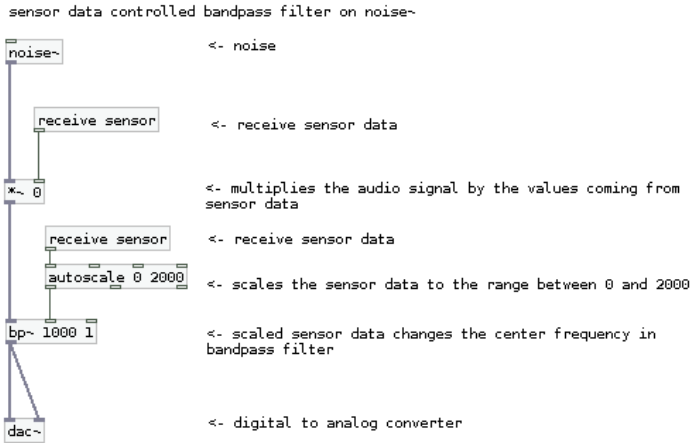 sensor data controlled bandpass filter on noise~
noise~
<- noise
receive sensor
<- receive sensor data
*~ 0
<- multiplies the audio signal by the values coming from
sensor data
receive sensor
<- receive sensor data
autoscale 0 2000
<- scales the sensor data to the range between 0 and 2000
bp~ 1000 1
<- scaled sensor data changes the center frequency in
bandpass filter
dac~
<- digital to analog converter